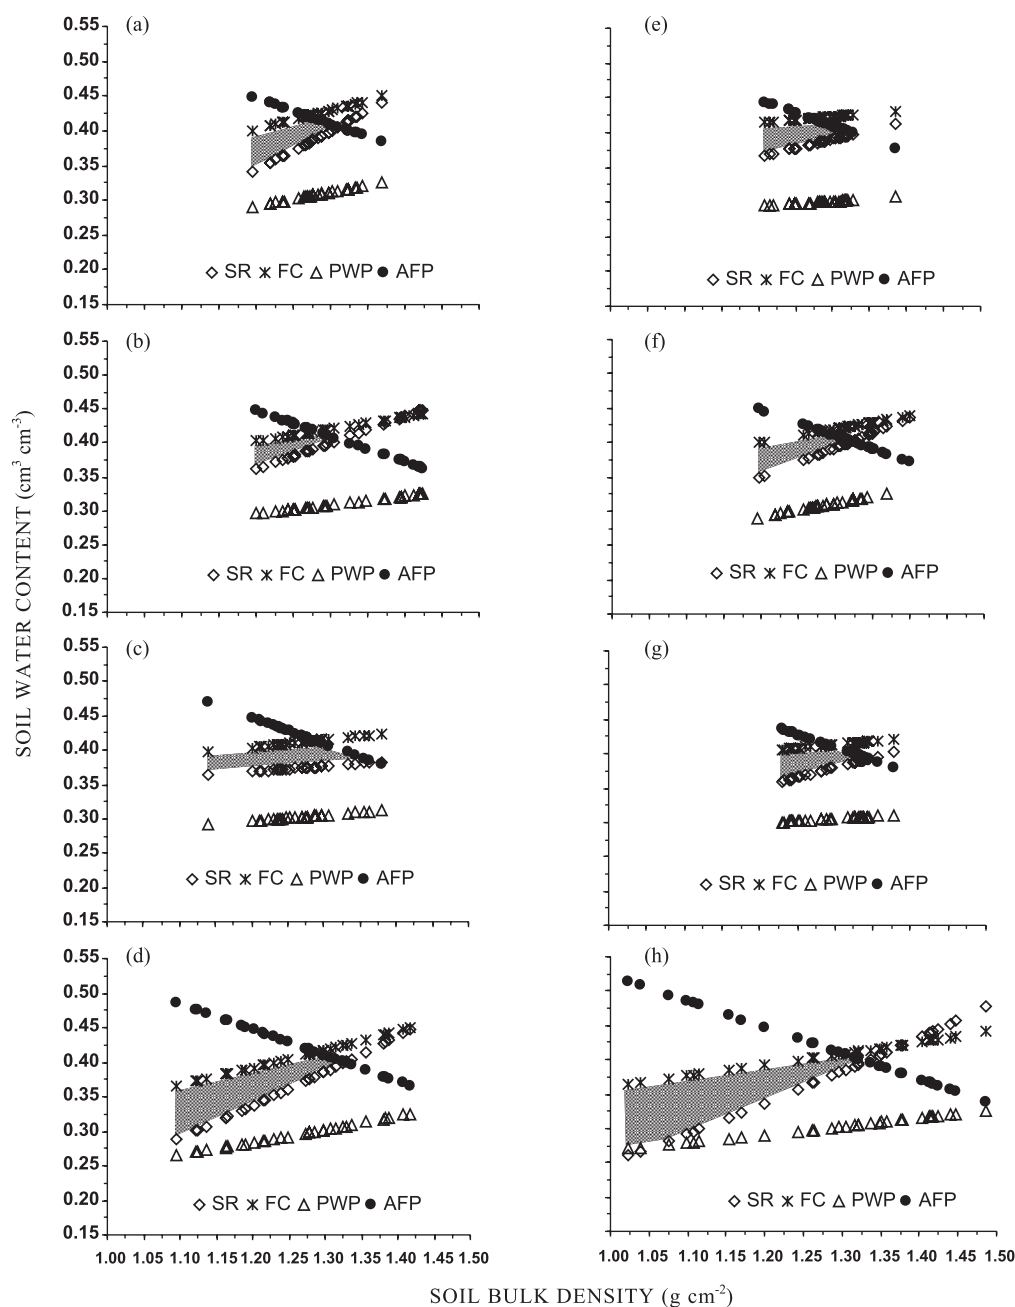 (a)
0.55
0.50
0.45
0.40
0.35
0.30
0.25
0.20
0.15
SR FC PWP AFP
(e)
SR FC PWP AFP
(b)
0.55
0.50
0.45
0.40
0.35
0.30
0.25
0.20
0.15
SR FC PWP AFP
(f)
SR FC PWP AFP
SOIL WATER CONTENT (cm³ cm⁻³)
(c)
0.55
0.50
0.45
0.40
0.35
0.30
0.25
0.20
0.15
SR FC PWP AFP
(g)
SR FC PWP AFP
(d)
0.55
0.50
0.45
0.40
0.35
0.30
0.25
0.20
0.15
SR FC PWP AFP
1.00 1.05 1.10 1.15 1.20 1.25 1.30 1.35 1.40 1.45 1.50
(h)
SR FC PWP AFP
1.00 1.05 1.10 1.15 1.20 1.25 1.30 1.35 1.40 1.45 1.50
SOIL BULK DENSITY (g cm⁻²)